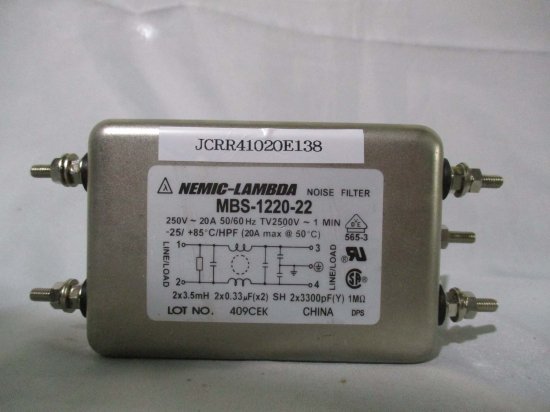 JCRR41020E138
NEMIC-LAMBDA NOISE FILTER
MBS-1220-22
250V ~ 20A 50/60 Hz TV2500V ~ 1 MIN
-25/ +85°C/HPF (20A max @ 50°C)
565-3
1 3
LINE/LOAD LINE/LOAD
2 4
2x3.5mH 2x0.33µF(x2) SH 2x3300pF(Y) 1MΩ
LOT NO. 409CEK CHINA DPS